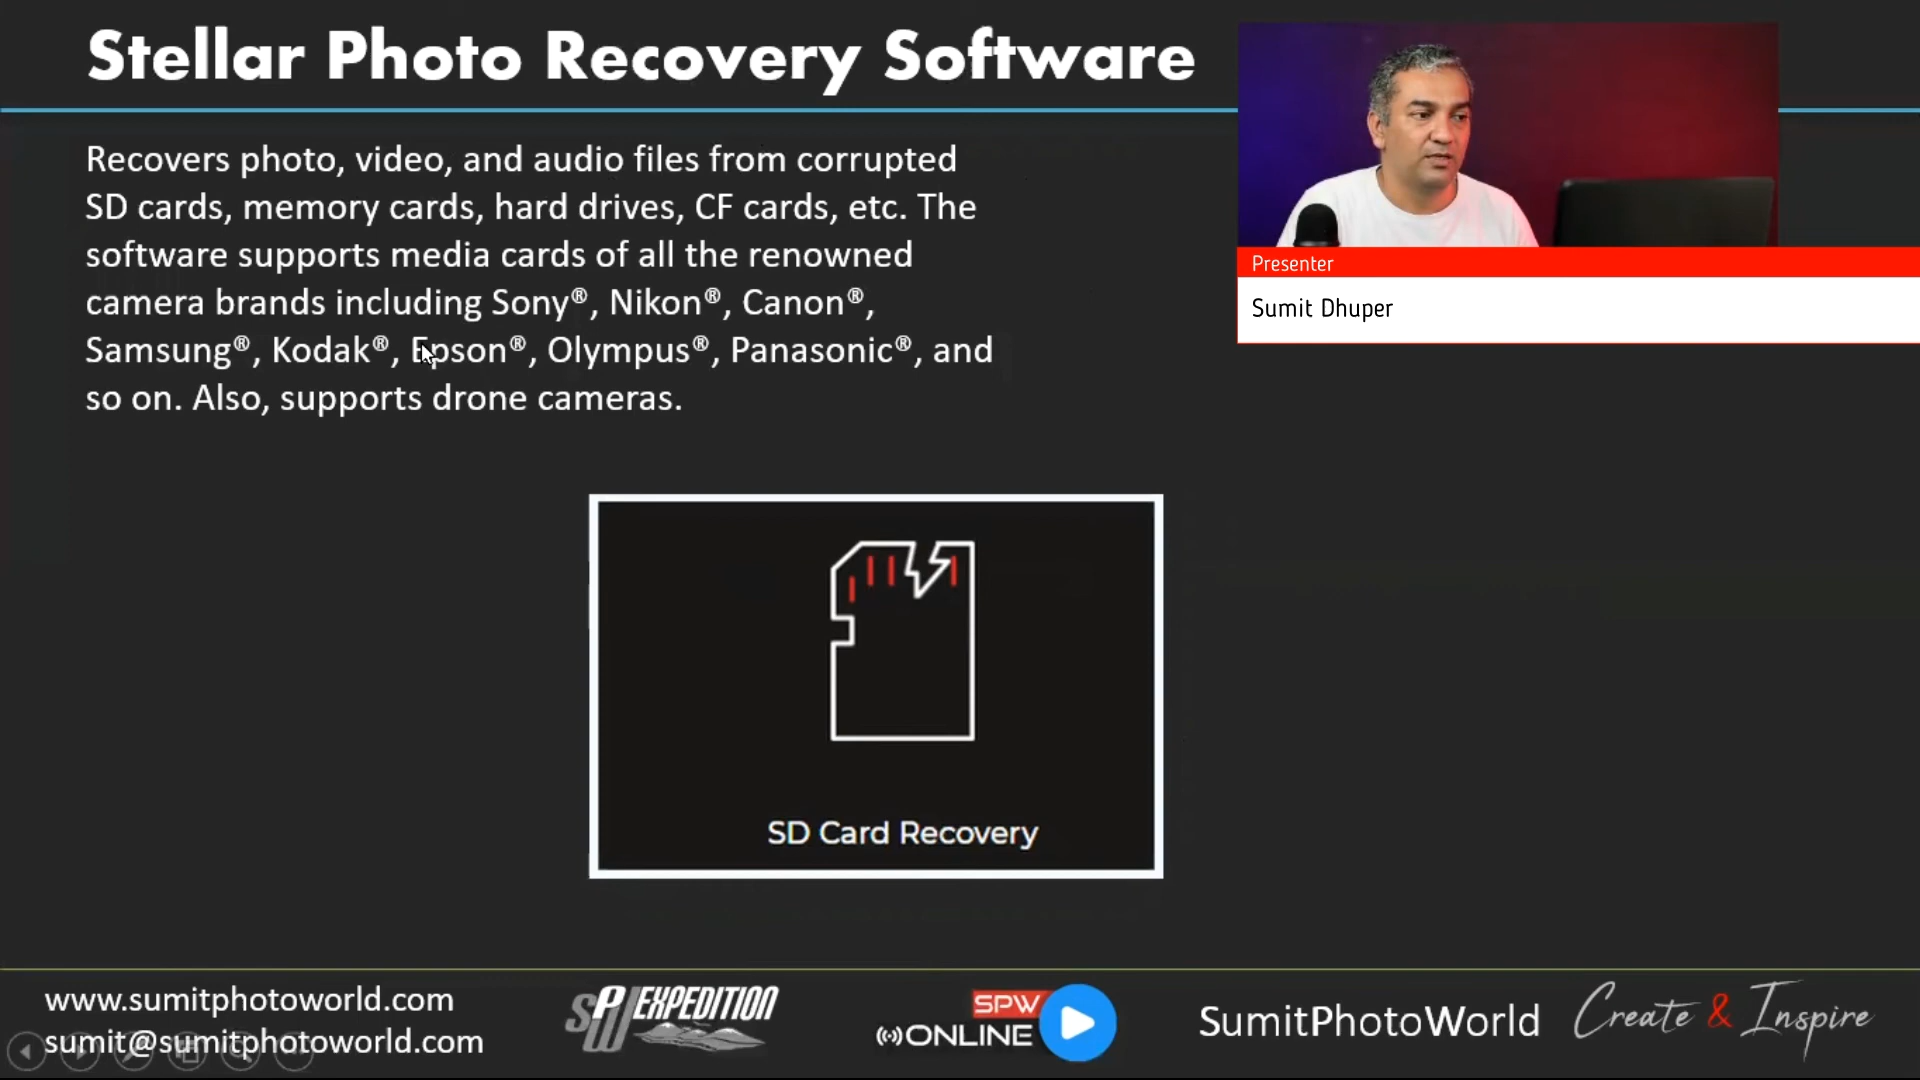 Stellar Photo Recovery Software
Recovers photo, video, and audio files from corrupted
SD cards, memory cards, hard drives, CF cards, etc. The
software supports media cards of all the renowned
camera brands including Sony®, Nikon®, Canon®,
Samsung®, Kodak®, Epson®, Olympus®, Panasonic®, and
so on. Also, supports drone cameras.
Presenter
Sumit Dhuper
SD Card Recovery
www.sumitphotoworld.com
sumit@sumitphotoworld.com
SPW EXPEDITION
SPW
ONLINE
SumitPhotoWorld
Create & Inspire